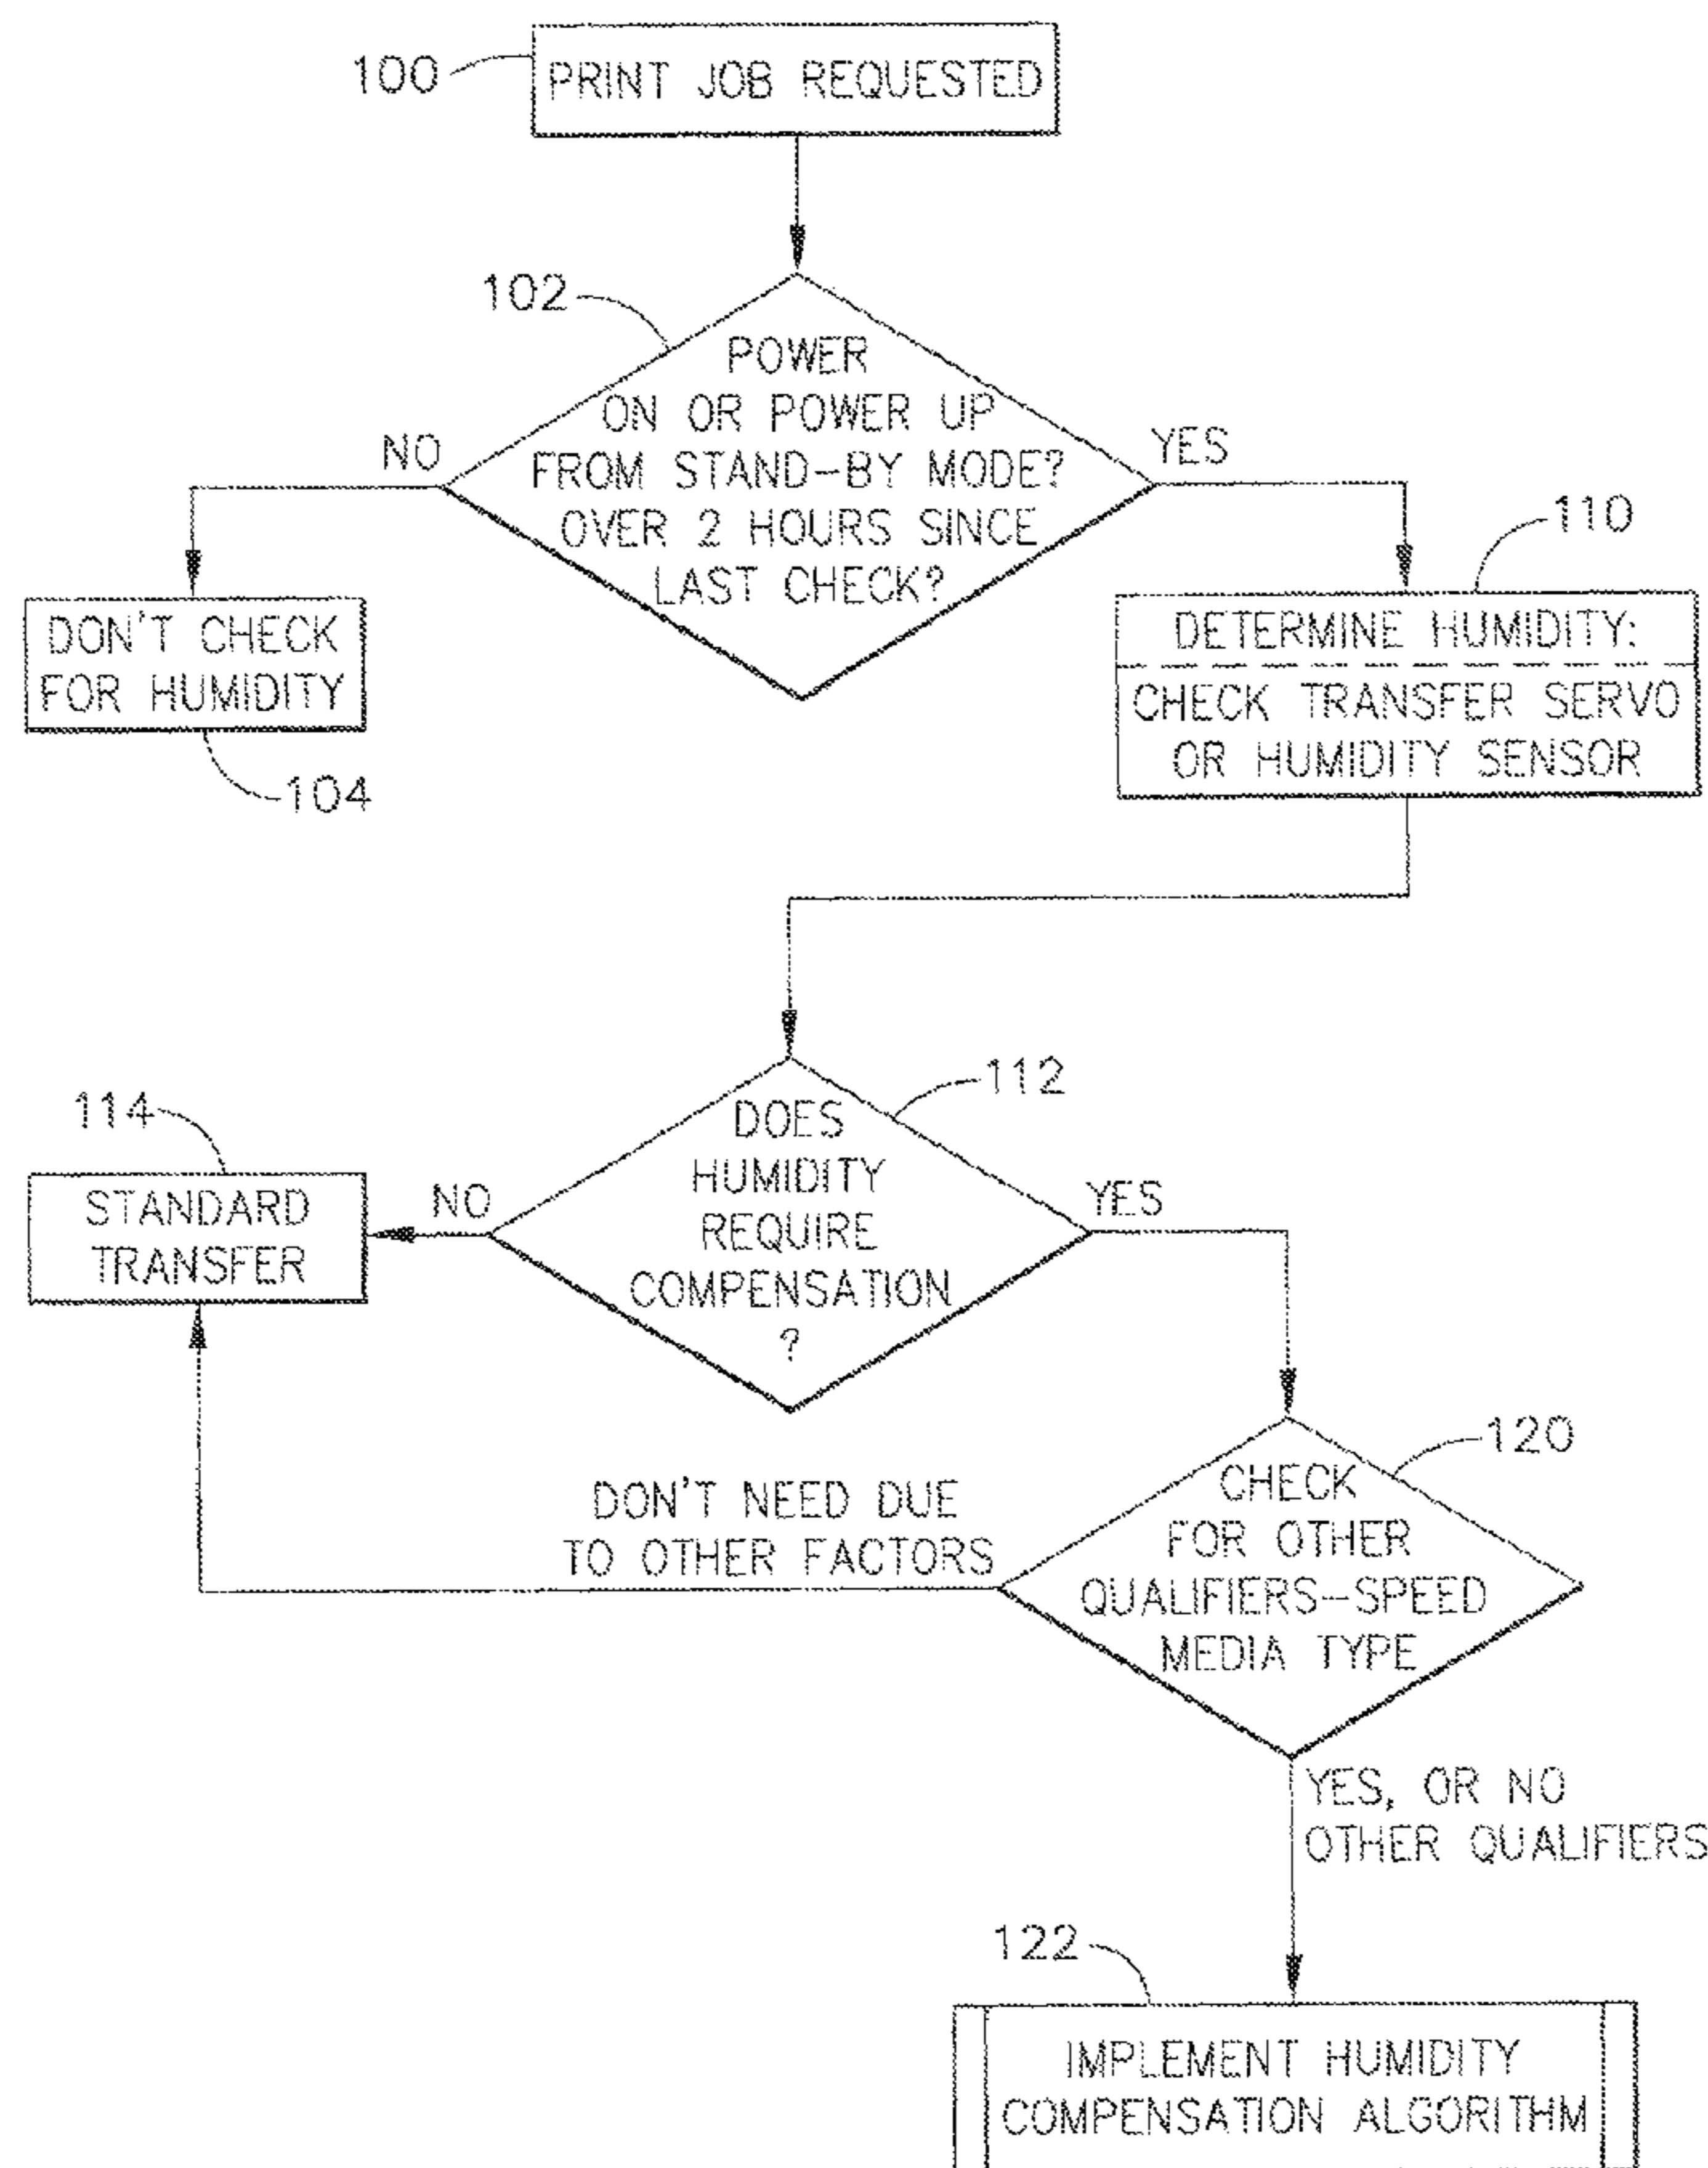 100
PRINT JOB REQUESTED
102
POWER
ON OR POWER UP
FROM STAND-BY MODE?
OVER 2 HOURS SINCE
LAST CHECK?
NO
YES
DON'T CHECK
FOR HUMIDITY
104
110
DETERMINE HUMIDITY:
CHECK TRANSFER SERVO
OR HUMIDITY SENSOR
112
DOES
HUMIDITY
REQUIRE
COMPENSATION
?
NO
YES
114
STANDARD
TRANSFER
120
CHECK
FOR OTHER
QUALIFIERS-SPEED
MEDIA TYPE
DON'T NEED DUE
TO OTHER FACTORS
YES, OR NO
OTHER QUALIFIERS
122
IMPLEMENT HUMIDITY
COMPENSATION ALGORITHM